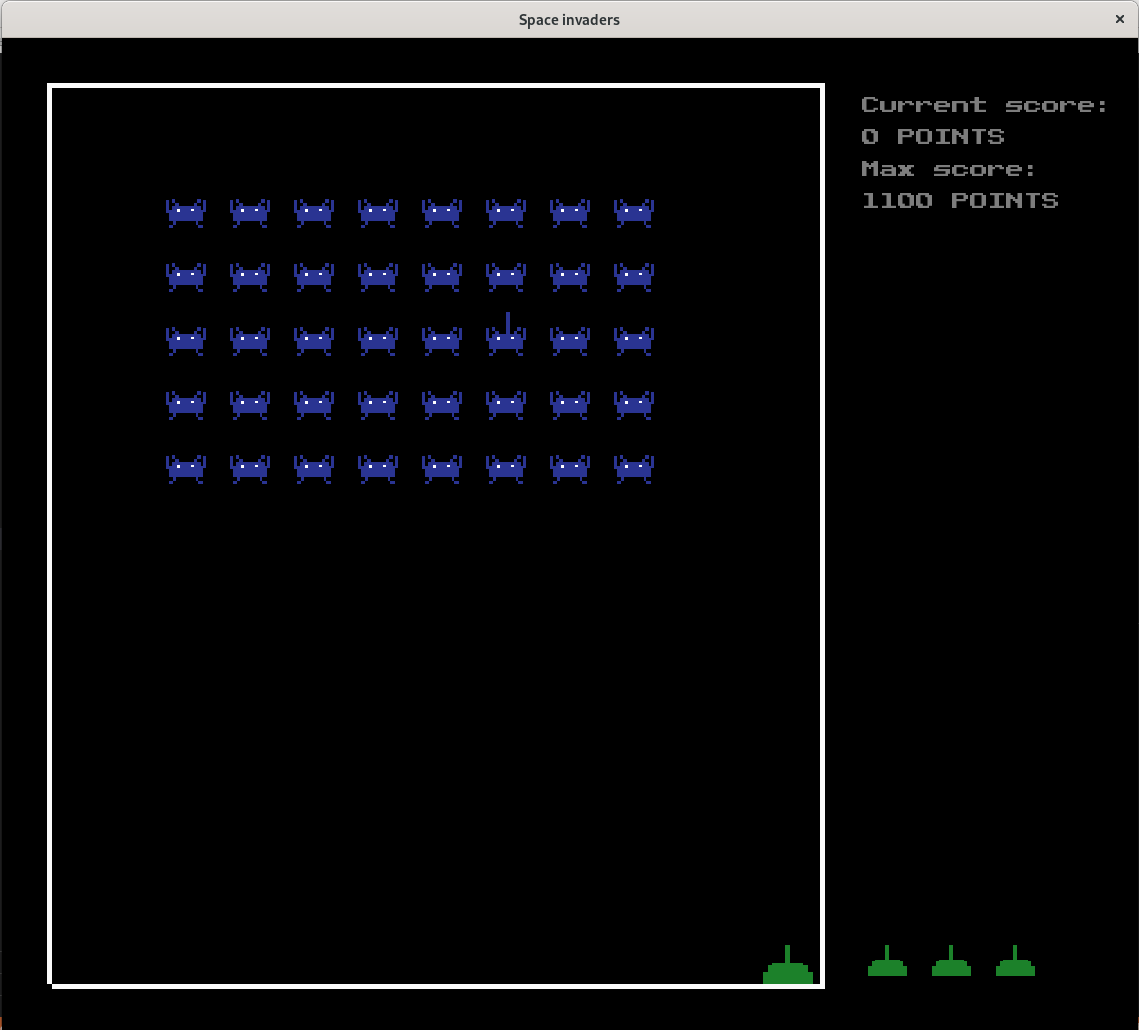 Space invaders
Current score:
0 POINTS
Max score:
1100 POINTS